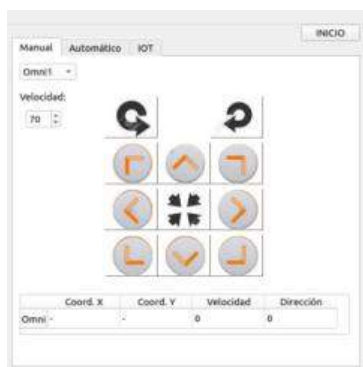 INICIO
Manual Automático IOT
Omni1
Velocidad:
70
Coord. X Coord. Y Velocidad Dirección
Omni - - 0 0